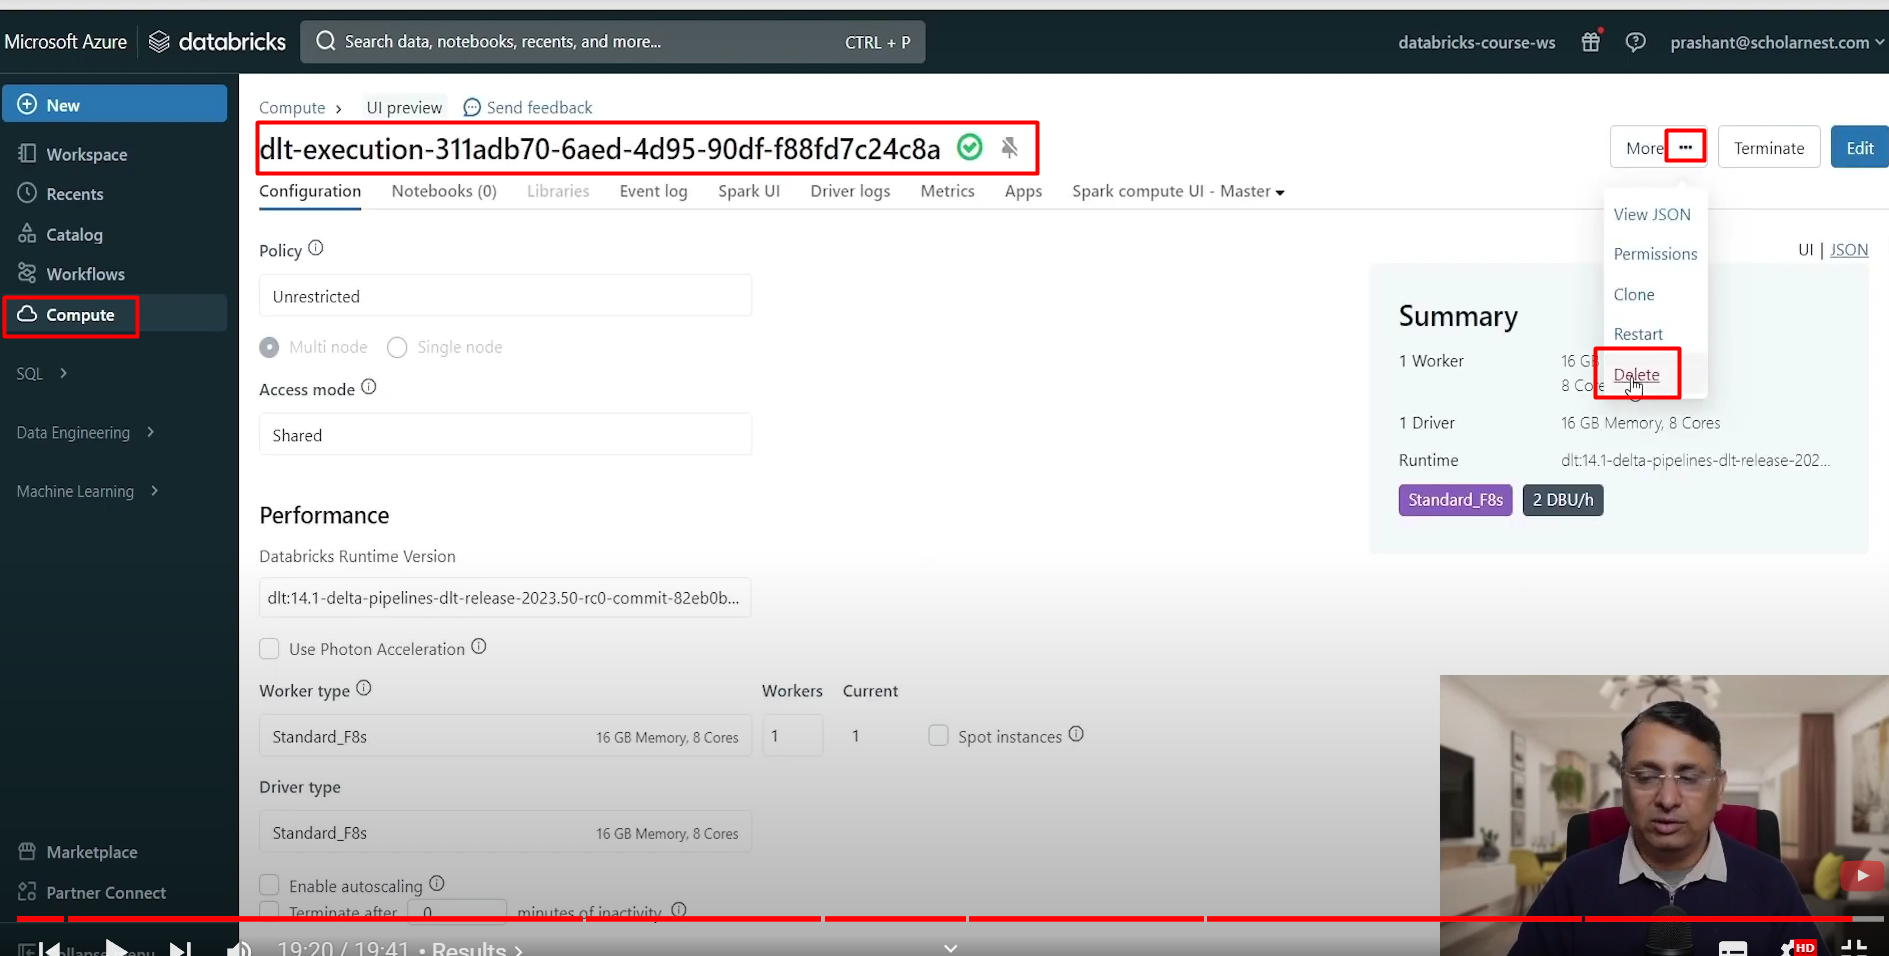 Microsoft Azure databricks Search data, notebooks, recents, and more... CTRL + P databricks-course-ws prashant@scholarnest.com
New
Workspace
Recents
Catalog
Workflows
Compute
SQL
Data Engineering
Machine Learning
Marketplace
Partner Connect
Compute › UI preview Send feedback
dlt-execution-311adb70-6aed-4d95-90df-f88fd7c24c8a
More ... Terminate Edit
Configuration Notebooks (0) Libraries Event log Spark UI Driver logs Metrics Apps Spark compute UI - Master
View JSON
Permissions
Clone
Restart
Delete
UI | JSON
Policy
Unrestricted
Multi node Single node
Access mode
Shared
Performance
Databricks Runtime Version
dlt:14.1-delta-pipelines-dlt-release-2023.50-rc0-commit-82eb0b...
Use Photon Acceleration
Worker type Workers Current
Standard_F8s 16 GB Memory, 8 Cores 1 1 Spot instances
Driver type
Standard_F8s 16 GB Memory, 8 Cores
Enable autoscaling
Terminate after 0 minutes of inactivity
Summary
1 Worker 16 GB
8 Core
1 Driver 16 GB Memory, 8 Cores
Runtime dlt:14.1-delta-pipelines-dlt-release-202...
Standard_F8s 2 DBU/h
19:20 / 19:41 • Results ›
HD